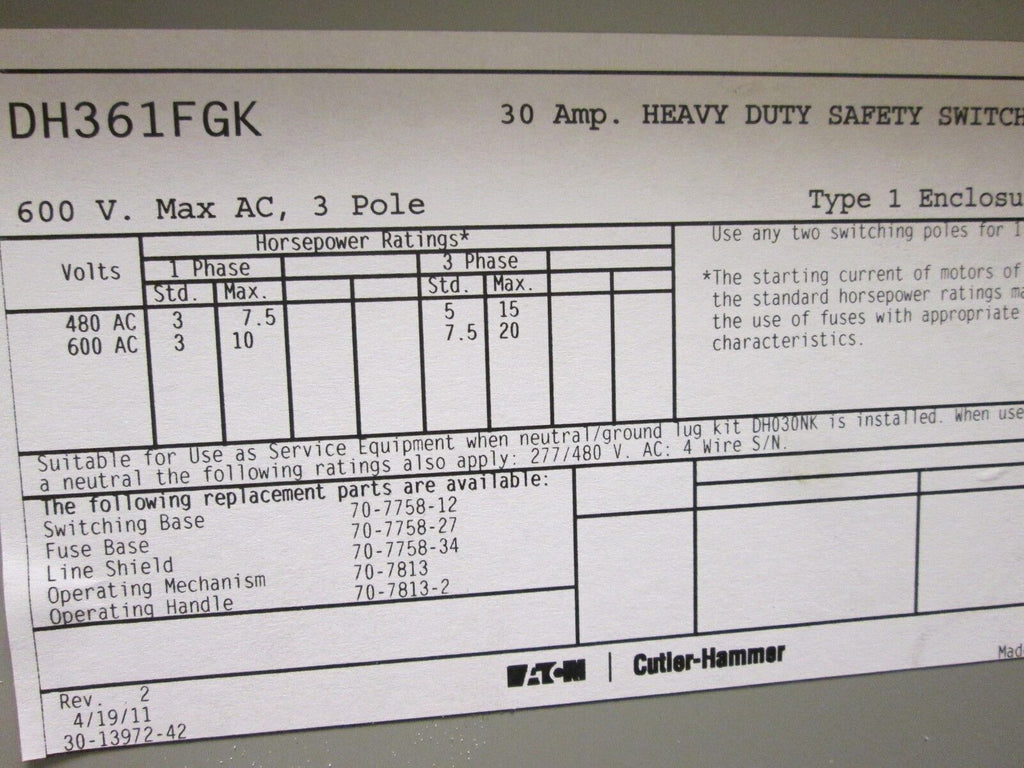 DH361FGK
30 Amp. HEAVY DUTY SAFETY SWITCH
600 V. Max AC, 3 Pole
Type 1 Enclosu
Horsepower Ratings*
Volts
1 Phase
3 Phase
Std. Max. Std. Max.
480 AC 3 7.5 5 15
600 AC 3 10 7.5 20
Use any two switching poles for 1
*The starting current of motors of
the standard horsepower ratings ma
the use of fuses with appropriate
characteristics.
Suitable for Use as Service Equipment when neutral/ground lug kit DH030NK is installed. When use
a neutral the following ratings also apply: 277/480 V. AC: 4 Wire S/N.
The following replacement parts are available:
Switching Base 70-7758-12
Fuse Base 70-7758-27
Line Shield 70-7758-34
Operating Mechanism 70-7813
Operating Handle 70-7813-2
EATON | Cutler-Hammer
Mad
Rev. 2
4/19/11
30-13972-42